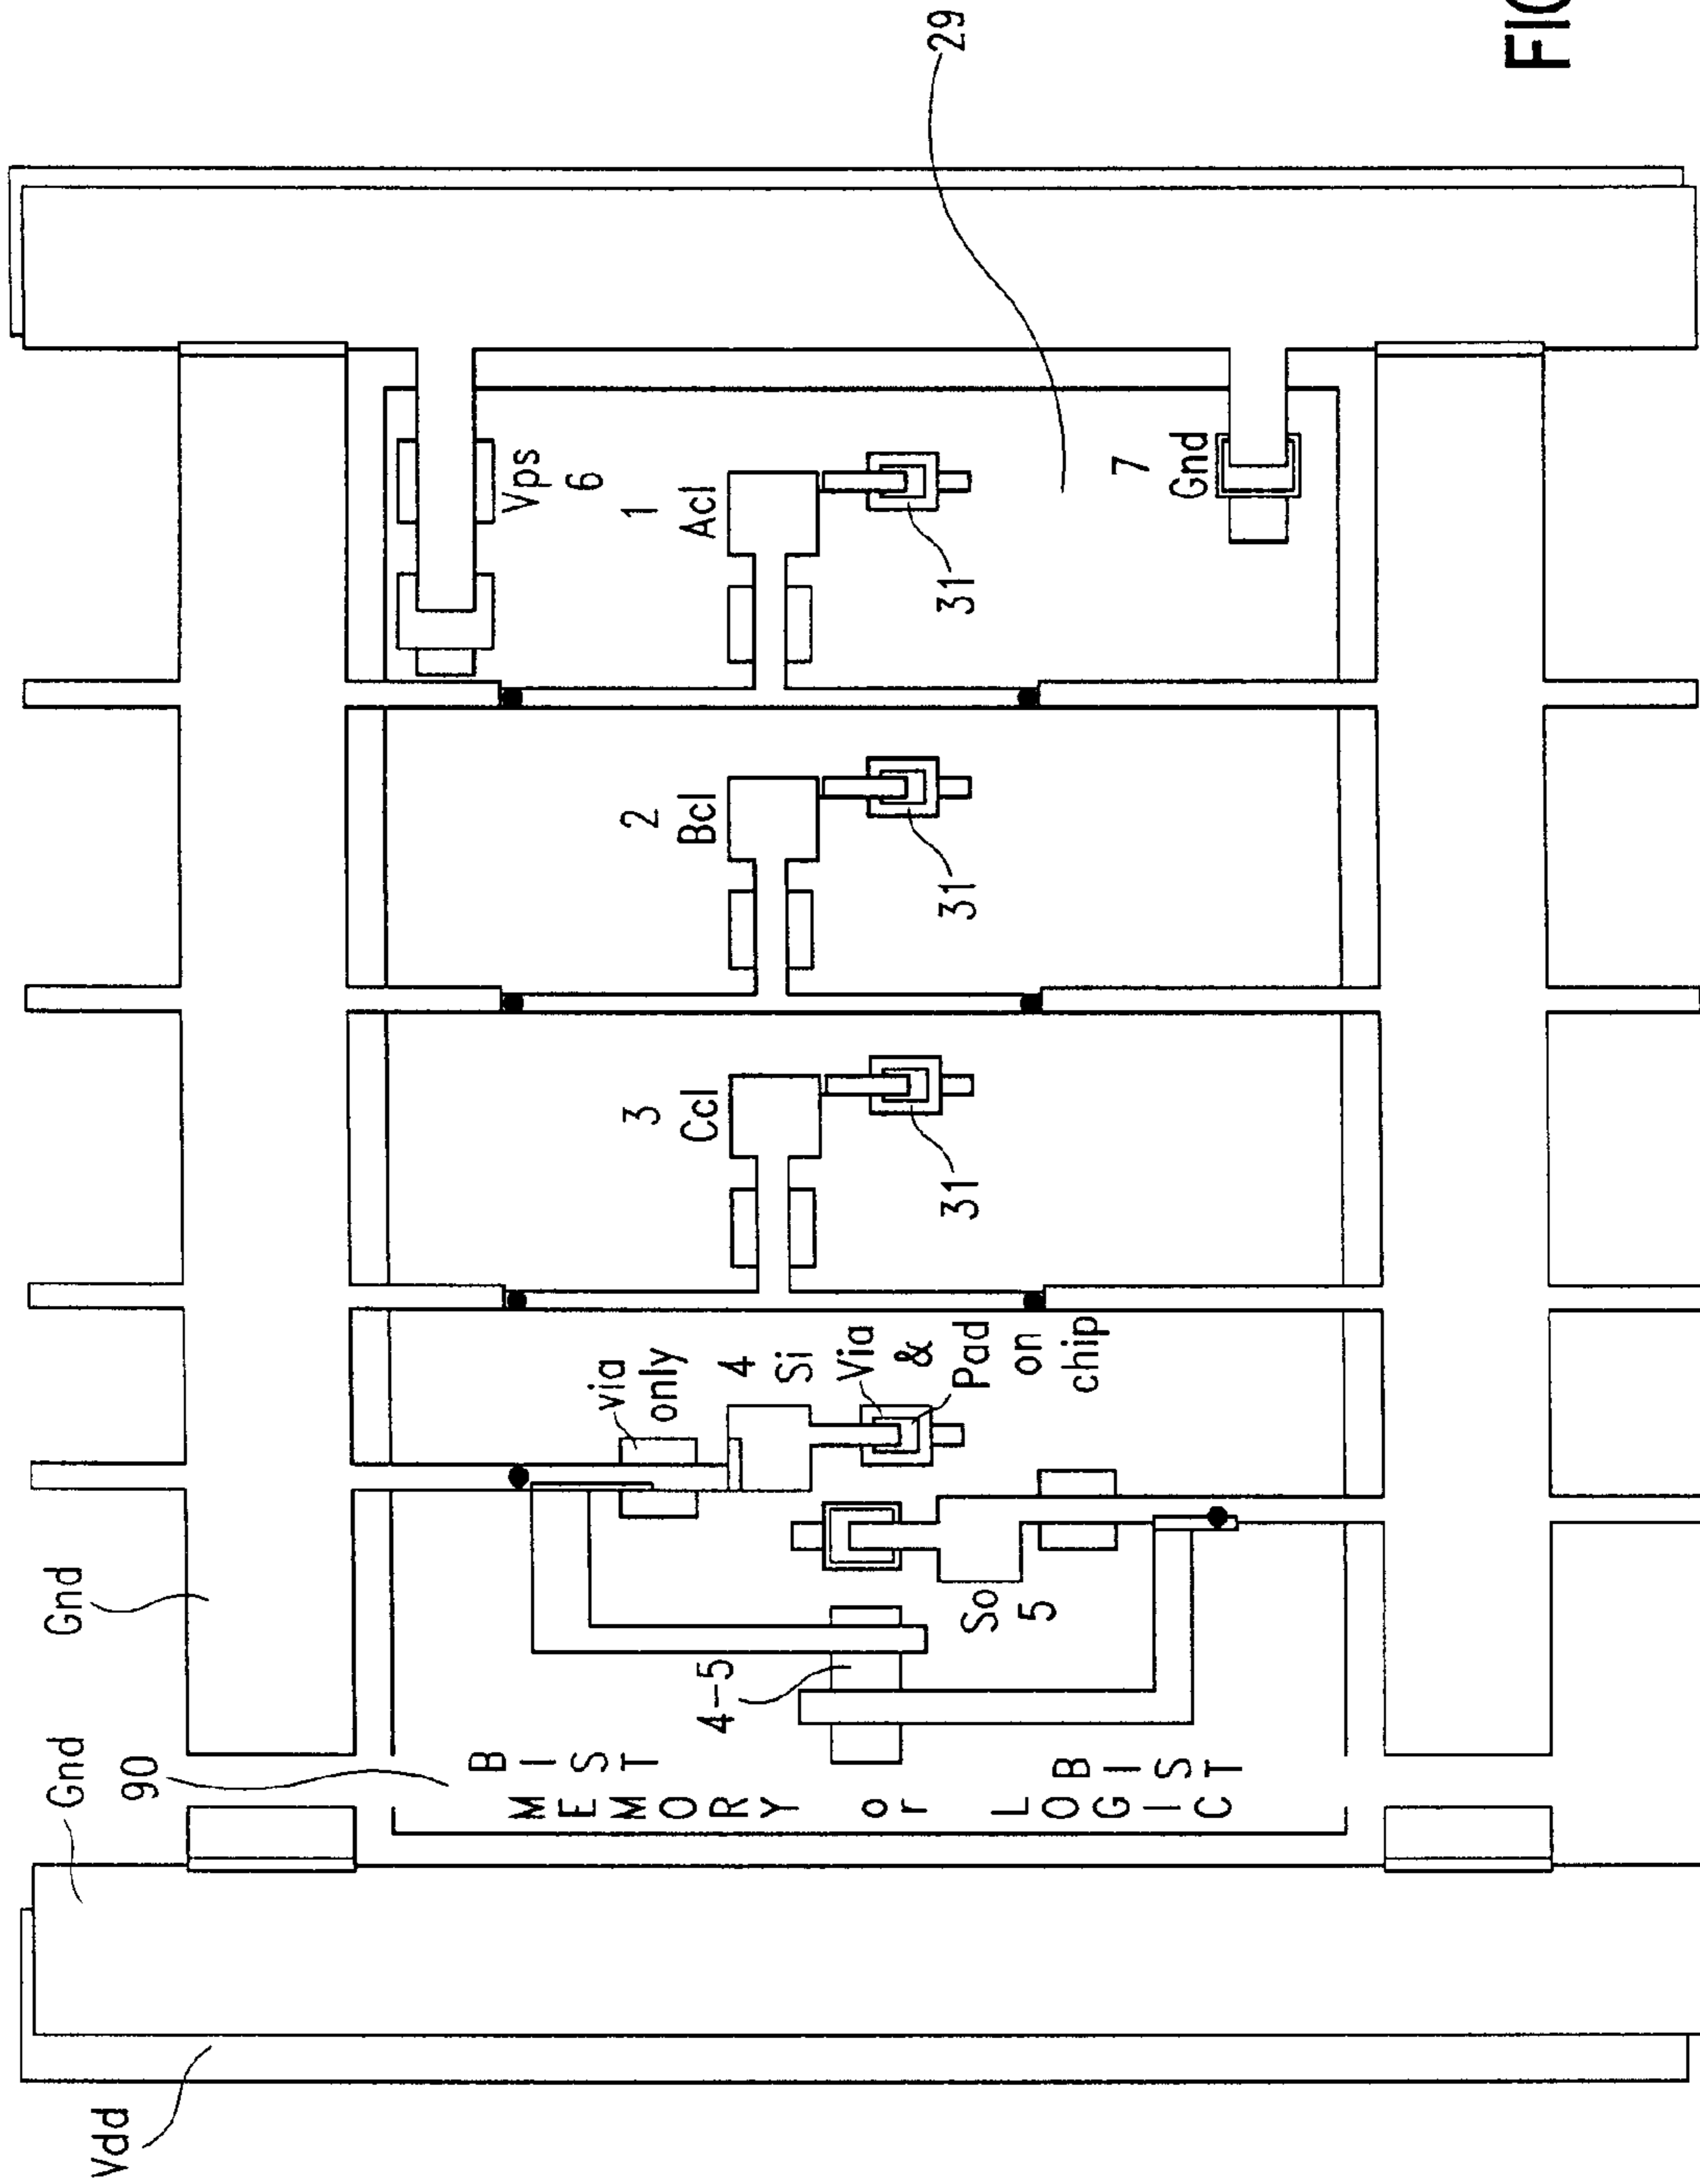 Vdd
Gnd
Gnd
90
MEMORY
BIST
or
LOGIC
BIST
4-5
via
only
4
Si
Via
&
Pad
on
chip
So
5
3
Ccl
31
2
Bcl
31
1
Acl
31
Vps
6
7
Gnd
29